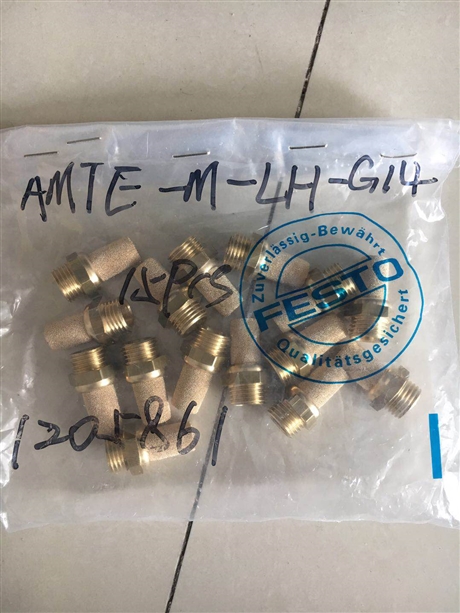 AMTE-M-LH-G14
15PCS
Zuverlässig-Bewährt
FESTO
Qualitätsgesichert
1205861